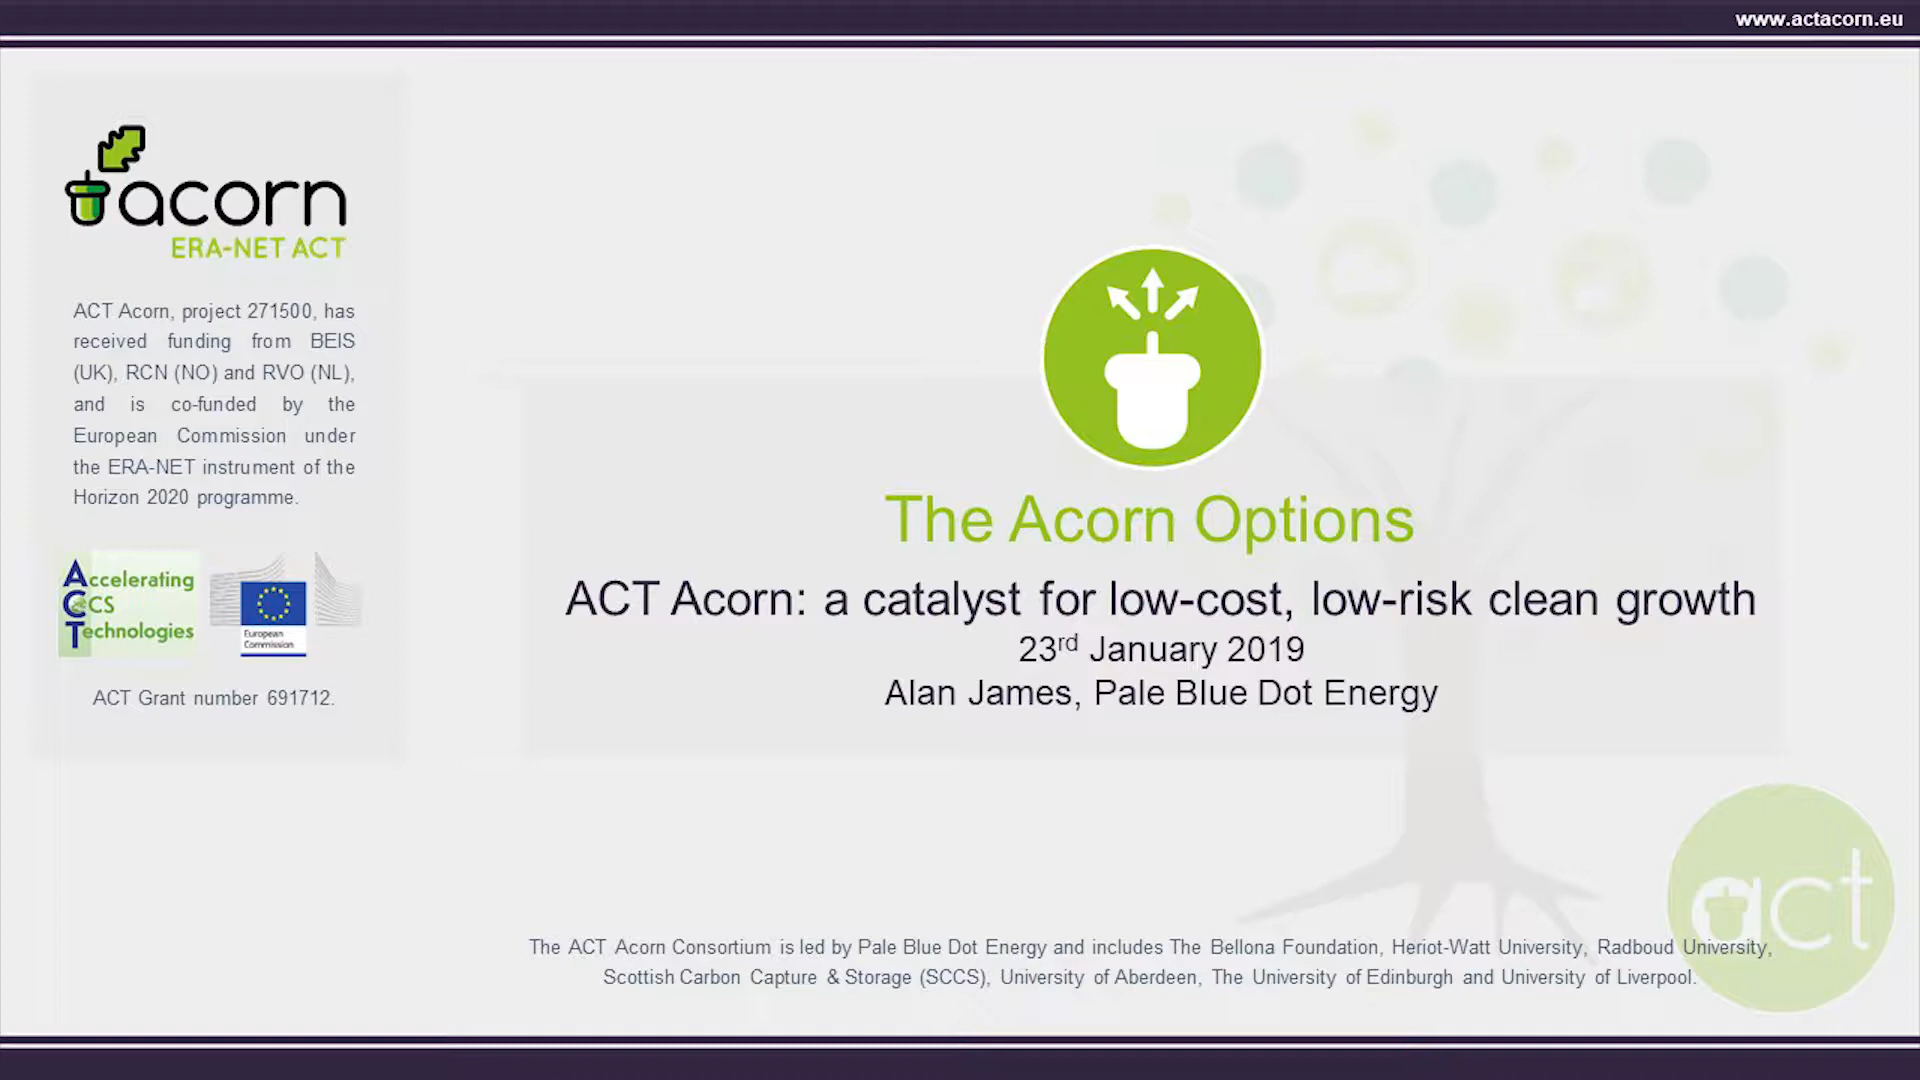 www.actacorn.eu
acorn
ERA-NET ACT
ACT Acorn, project 271500, has
received funding from BEIS
(UK), RCN (NO) and RVO (NL),
and is co-funded by the
European Commission under
the ERA-NET instrument of the
Horizon 2020 programme.
Accelerating
CCS
Technologies
European
Commission
ACT Grant number 691712.
The Acorn Options
ACT Acorn: a catalyst for low-cost, low-risk clean growth
23rd January 2019
Alan James, Pale Blue Dot Energy
act
The ACT Acorn Consortium is led by Pale Blue Dot Energy and includes The Bellona Foundation, Heriot-Watt University, Radboud University,
Scottish Carbon Capture & Storage (SCCS), University of Aberdeen, The University of Edinburgh and University of Liverpool.